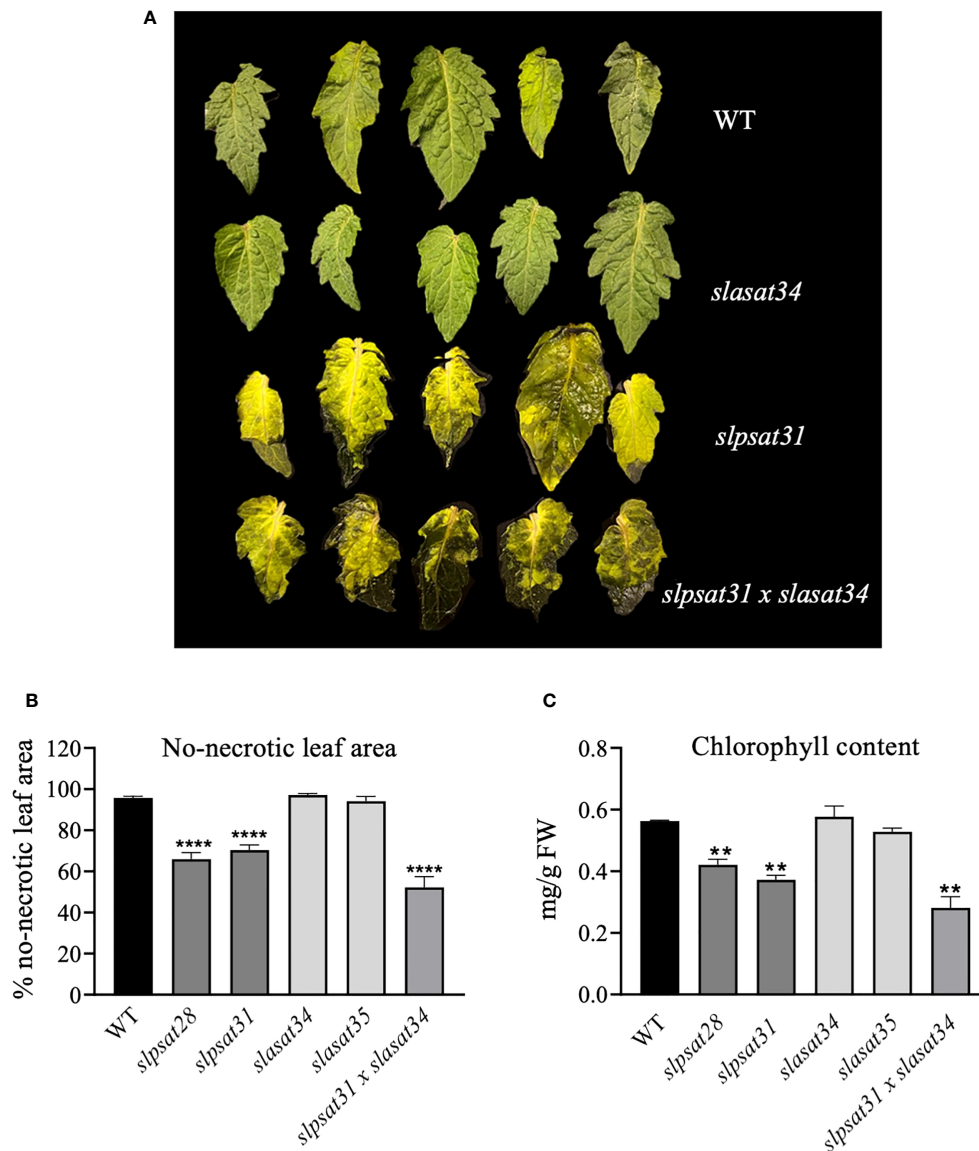 A
WT
slasat34
slpsat31
slpsat31 x slasat34
B
No-necrotic leaf area
% no-necrotic leaf area
120
100
80
60
40
20
0
****
****
****
WT
slpsat28
slpsat31
slasat34
slasat35
slpsat31 x slasat34
C
Chlorophyll content
mg/g FW
0.8
0.6
0.4
0.2
0.0
**
**
**
WT
slpsat28
slpsat31
slasat34
slasat35
slpsat31 x slasat34